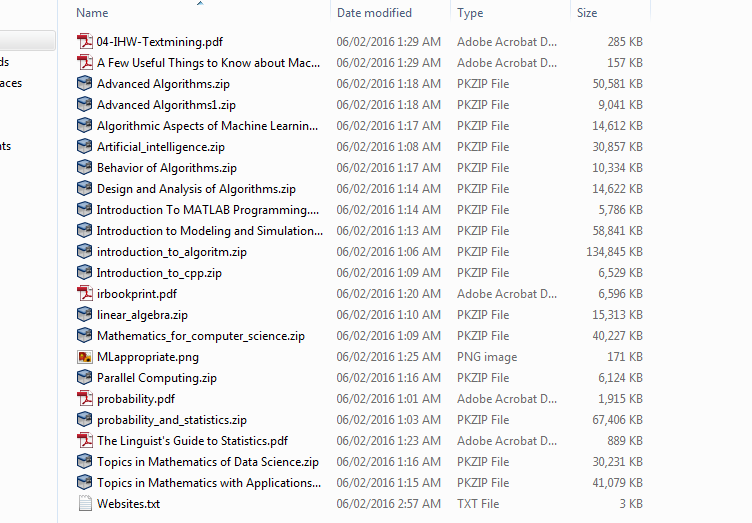 Name Date modified Type Size
04-IHW-Textmining.pdf 06/02/2016 1:29 AM Adobe Acrobat D... 285 KB
ds A Few Useful Things to Know about Mac... 06/02/2016 1:29 AM Adobe Acrobat D... 157 KB
aces Advanced Algorithms.zip 06/02/2016 1:18 AM PKZIP File 50,581 KB
Advanced Algorithms1.zip 06/02/2016 1:18 AM PKZIP File 9,041 KB
Algorithmic Aspects of Machine Learnin... 06/02/2016 1:17 AM PKZIP File 14,612 KB
nts Artificial_intelligence.zip 06/02/2016 1:08 AM PKZIP File 30,857 KB
Behavior of Algorithms.zip 06/02/2016 1:17 AM PKZIP File 10,334 KB
Design and Analysis of Algorithms.zip 06/02/2016 1:14 AM PKZIP File 14,622 KB
Introduction To MATLAB Programming.... 06/02/2016 1:14 AM PKZIP File 5,786 KB
Introduction to Modeling and Simulation... 06/02/2016 1:13 AM PKZIP File 58,841 KB
introduction_to_algoritm.zip 06/02/2016 1:06 AM PKZIP File 134,845 KB
Introduction_to_cpp.zip 06/02/2016 1:09 AM PKZIP File 6,529 KB
irbookprint.pdf 06/02/2016 1:20 AM Adobe Acrobat D... 6,596 KB
linear_algebra.zip 06/02/2016 1:10 AM PKZIP File 15,313 KB
Mathematics_for_computer_science.zip 06/02/2016 1:09 AM PKZIP File 40,227 KB
MLappropriate.png 06/02/2016 1:25 AM PNG image 171 KB
Parallel Computing.zip 06/02/2016 1:16 AM PKZIP File 6,124 KB
probability.pdf 06/02/2016 1:01 AM Adobe Acrobat D... 1,915 KB
probability_and_statistics.zip 06/02/2016 1:03 AM PKZIP File 67,406 KB
The Linguist's Guide to Statistics.pdf 06/02/2016 1:23 AM Adobe Acrobat D... 889 KB
Topics in Mathematics of Data Science.zip 06/02/2016 1:16 AM PKZIP File 30,231 KB
Topics in Mathematics with Applications... 06/02/2016 1:15 AM PKZIP File 41,079 KB
Websites.txt 06/02/2016 2:57 AM TXT File 3 KB